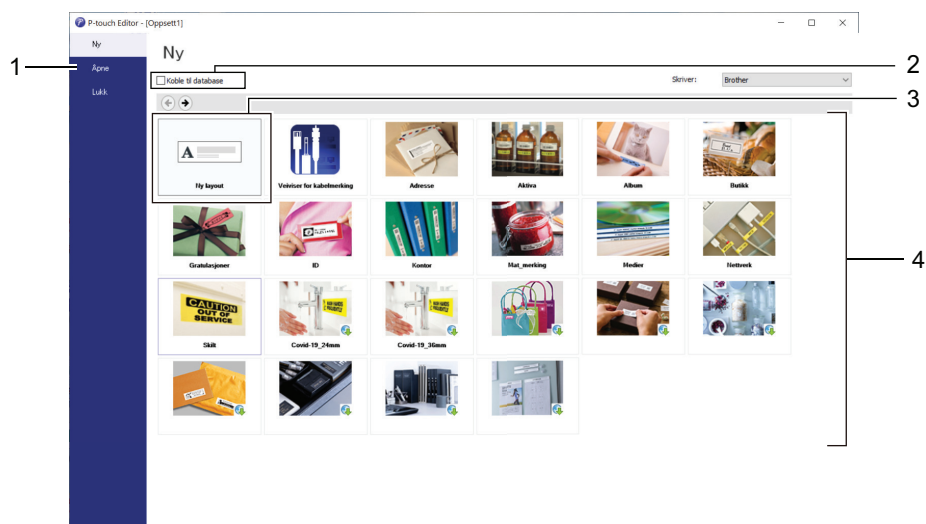 P-touch Editor - [Oppsett1]
Ny
Åpne
Lukk
Ny
Koble til database
Skriver:
Brother
1
2
3
4
A
Ny layout
Veiviser for kabelmerking
Adresse
Aktiva
Album
Butikk
Gratulasjoner
ID
Kontor
Mat_merking
Medier
Nettverk
CAUTION
OUT OF
SERVICE
Skilt
Covid-19_24mm
Covid-19_36mm